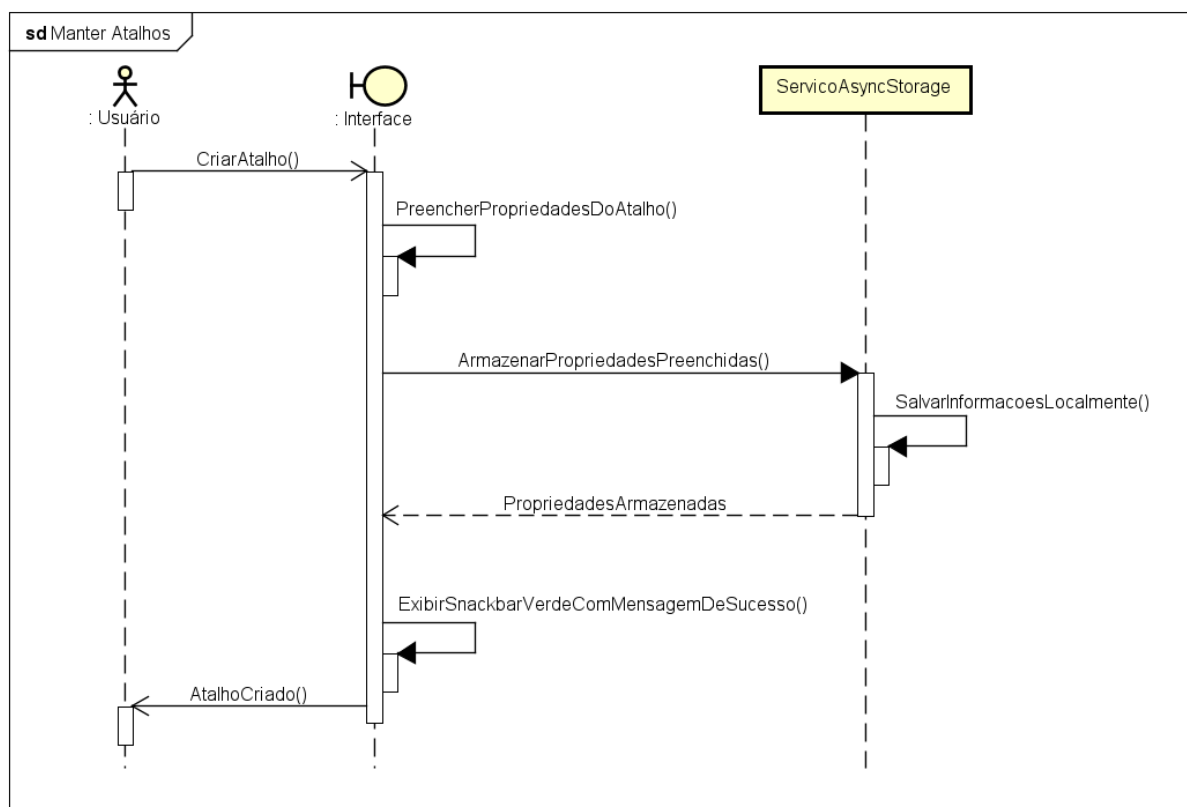 sd Manter Atalhos
: Usuário
: Interface
ServicoAsyncStorage
CriarAtalho()
PreencherPropriedadesDoAtalho()
ArmazenarPropriedadesPreenchidas()
SalvarInformacoesLocalmente()
PropriedadesArmazenadas
ExibirSnackbarVerdeComMensagemDeSucesso()
AtalhoCriado()